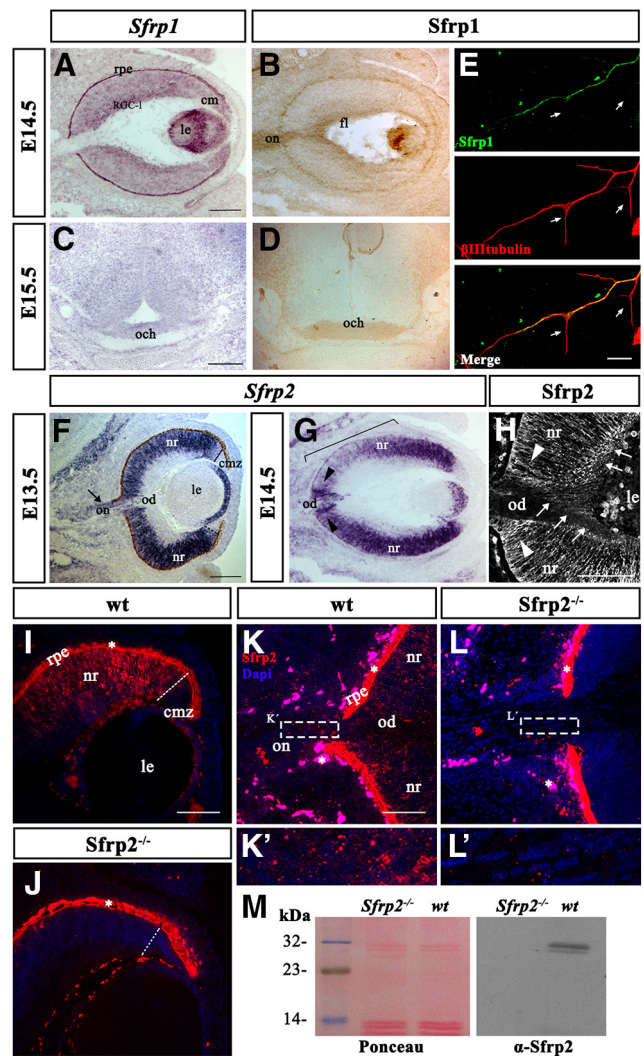 Sfrp1 Sfrp1
A rpe RGC-l cm le
B on fl
E Sfrp1
E14.5
βIIItubulin
C och
D och
E15.5
Merge
Sfrp2 Sfrp2
F nr cmz le od on nr
G nr od nr
H nr od le nr
E13.5
E14.5
wt wt Sfrp2-/-
I rpe nr cmz le *
K Sfrp2 Dapi * nr rpe od K' on * nr
L * L' *
Sfrp2-/-
K'
L'
J *
M Sfrp2-/- wt Sfrp2-/- wt
kDa
32-
23-
14-
Ponceau α-Sfrp2